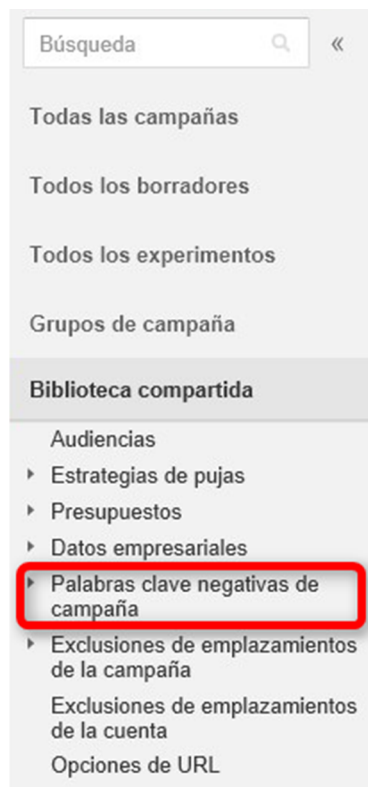 Búsqueda «
Todas las campañas
Todos los borradores
Todos los experimentos
Grupos de campaña
Biblioteca compartida
Audiencias
Estrategias de pujas
Presupuestos
Datos empresariales
Palabras clave negativas de
campaña
Exclusiones de emplazamientos
de la campaña
Exclusiones de emplazamientos
de la cuenta
Opciones de URL